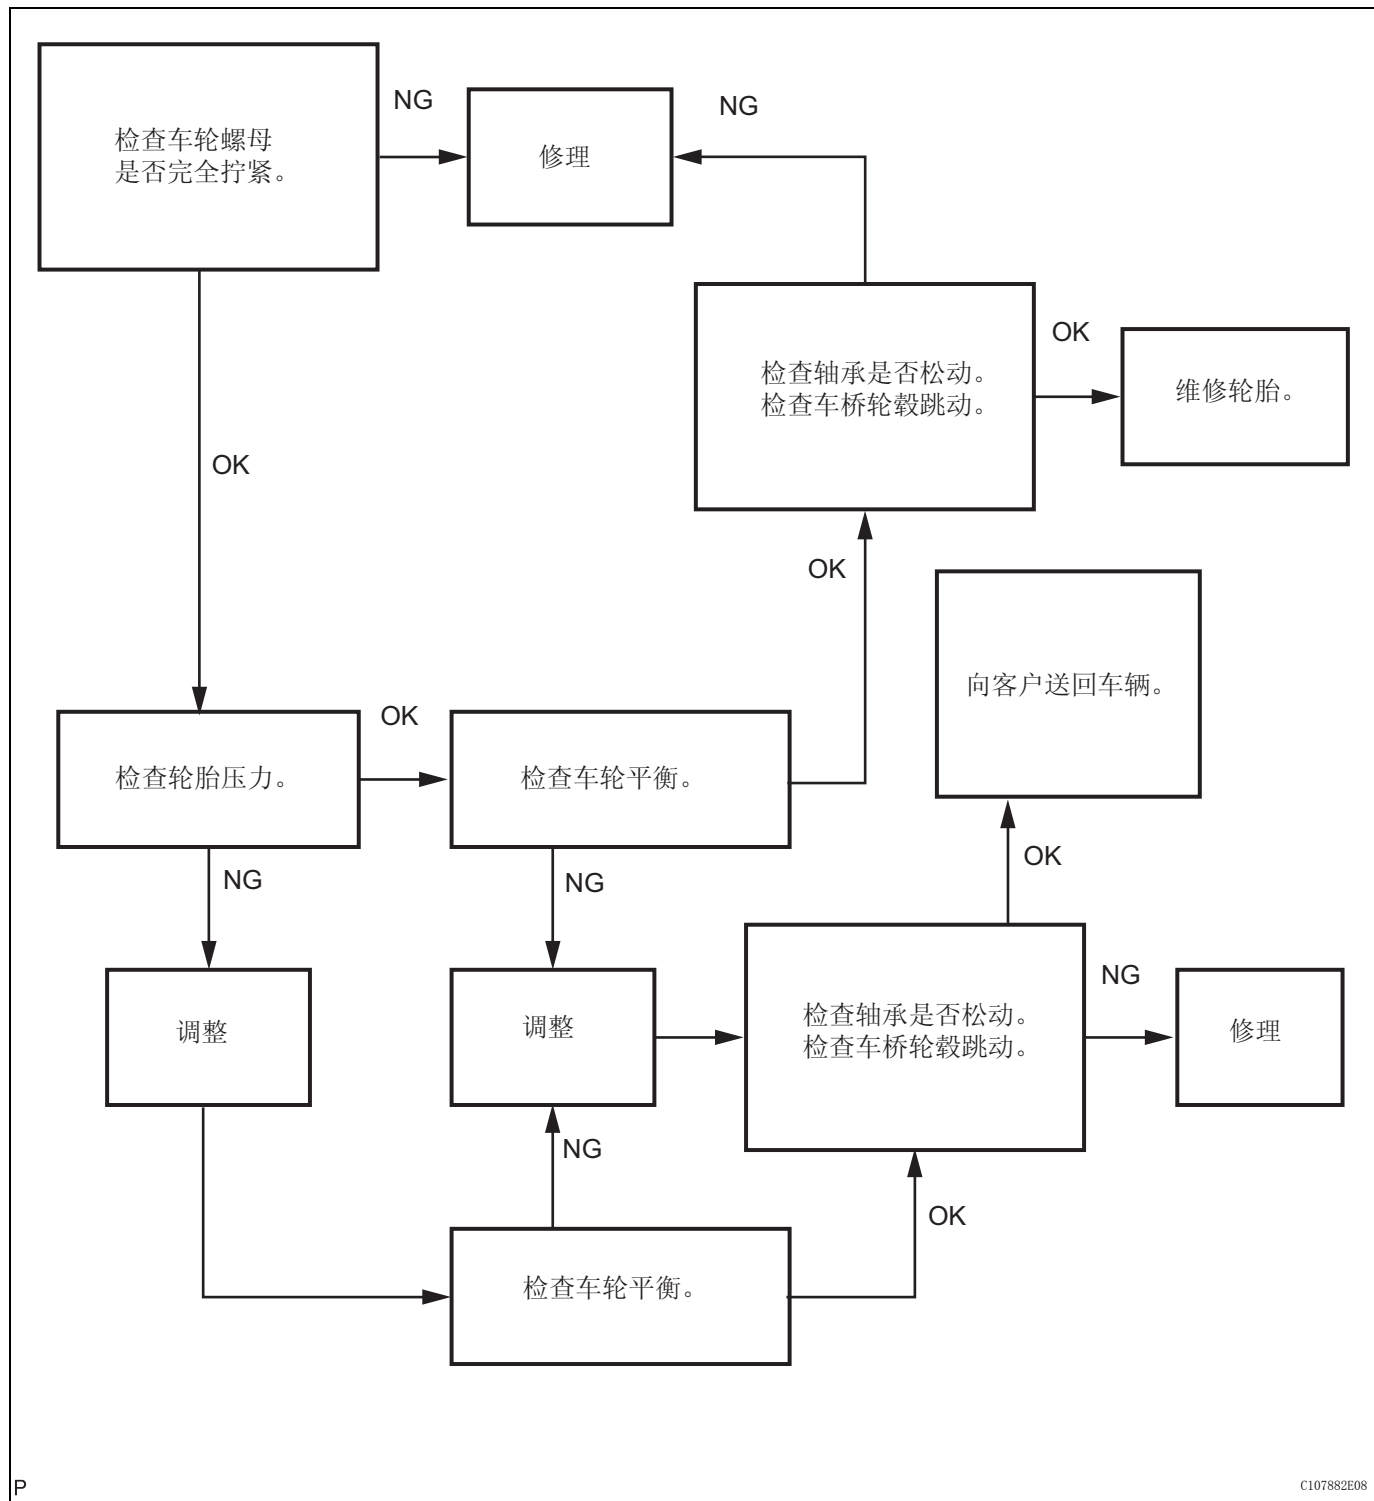 检查车轮螺母
是否完全拧紧。
NG
修理
NG
检查轴承是否松动。
检查车桥轮毂跳动。
OK
维修轮胎。
OK
OK
向客户送回车辆。
检查轮胎压力。
OK
检查车轮平衡。
OK
NG
NG
调整
调整
检查轴承是否松动。
检查车桥轮毂跳动。
NG
修理
NG
OK
检查车轮平衡。
P
C107882E08